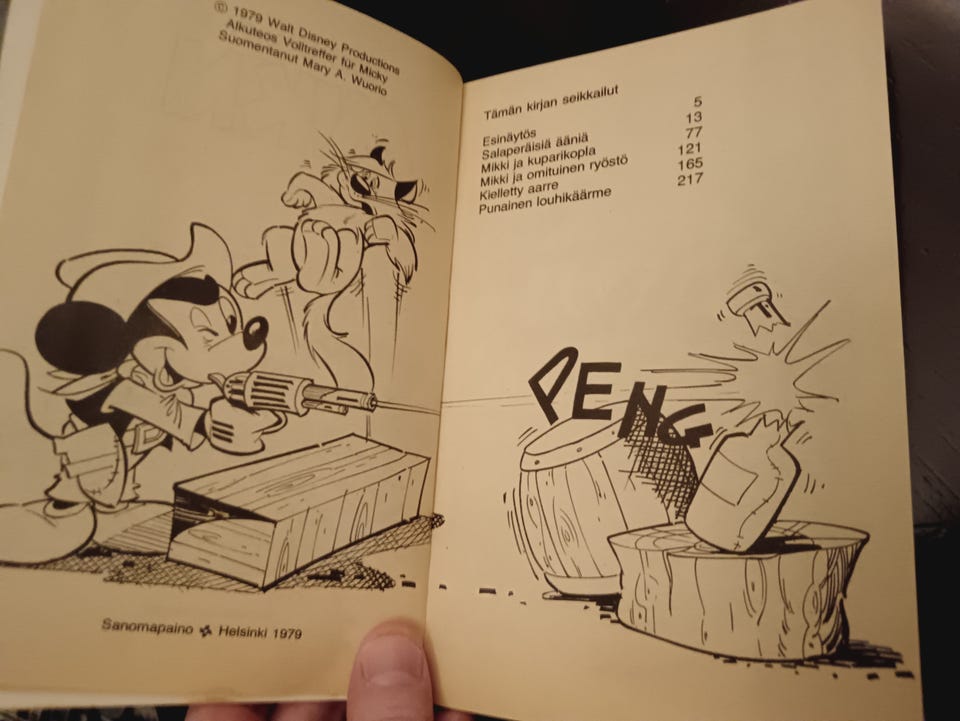 © 1979 Walt Disney Productions
Alkuteos Volltreffer für Micky
Suomentanut Mary A. Wuorio
Sanomapaino Helsinki 1979
Tämän kirjan seikkailut
Esinäytös 5
Salaperäisiä ääniä 13
Mikki ja kuparikopla 77
Mikki ja omituinen ryöstö 121
Kielletty aarre 165
Punainen louhikäärme 217
PENG